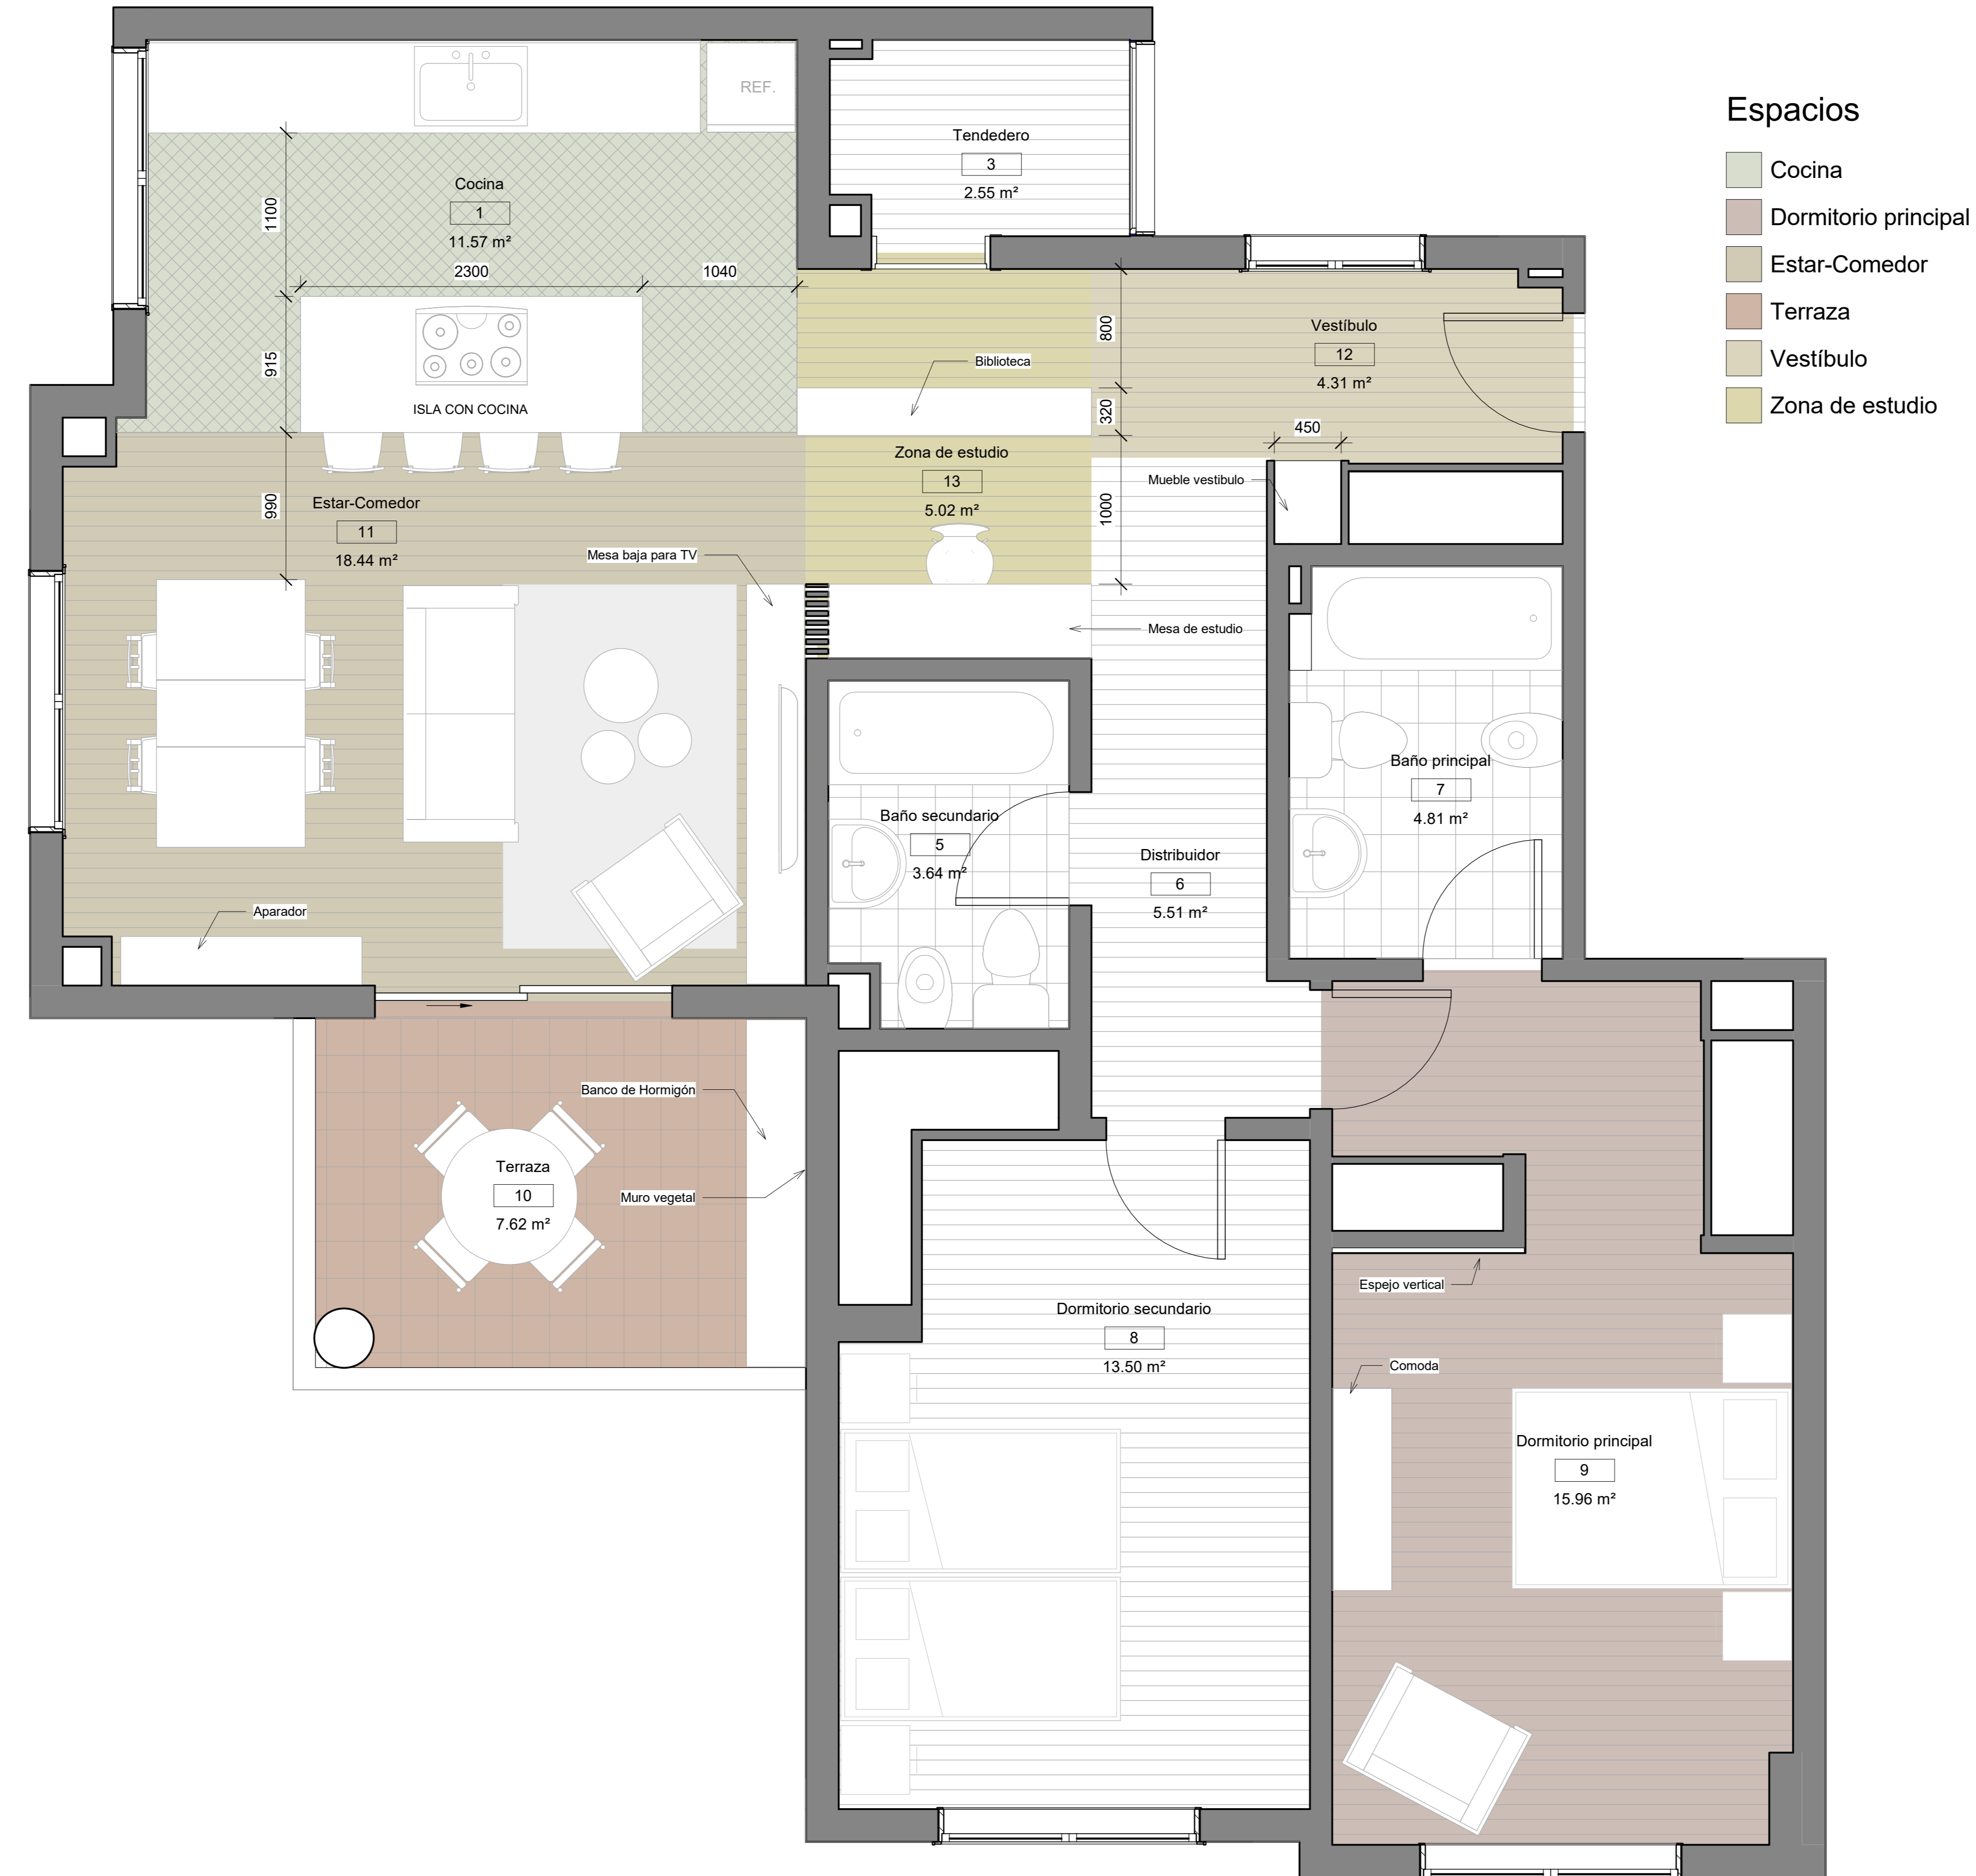 Espacios
Cocina
Dormitorio principal
Estar-Comedor
Terraza
Vestíbulo
Zona de estudio
REF.
Tendedero
3
2.55 m²
Cocina
1
11.57 m²
1100
2300
1040
915
ISLA CON COCINA
990
Biblioteca
800
320
1000
Vestíbulo
12
4.31 m²
450
Mueble vestibulo
Zona de estudio
13
5.02 m²
Estar-Comedor
11
18.44 m²
Mesa baja para TV
Mesa de estudio
Baño principal
7
4.81 m²
Baño secundario
5
3.64 m²
Distribuidor
6
5.51 m²
Aparador
Banco de Hormigón
Terraza
10
7.62 m²
Muro vegetal
Espejo vertical
Dormitorio secundario
8
13.50 m²
Comoda
Dormitorio principal
9
15.96 m²